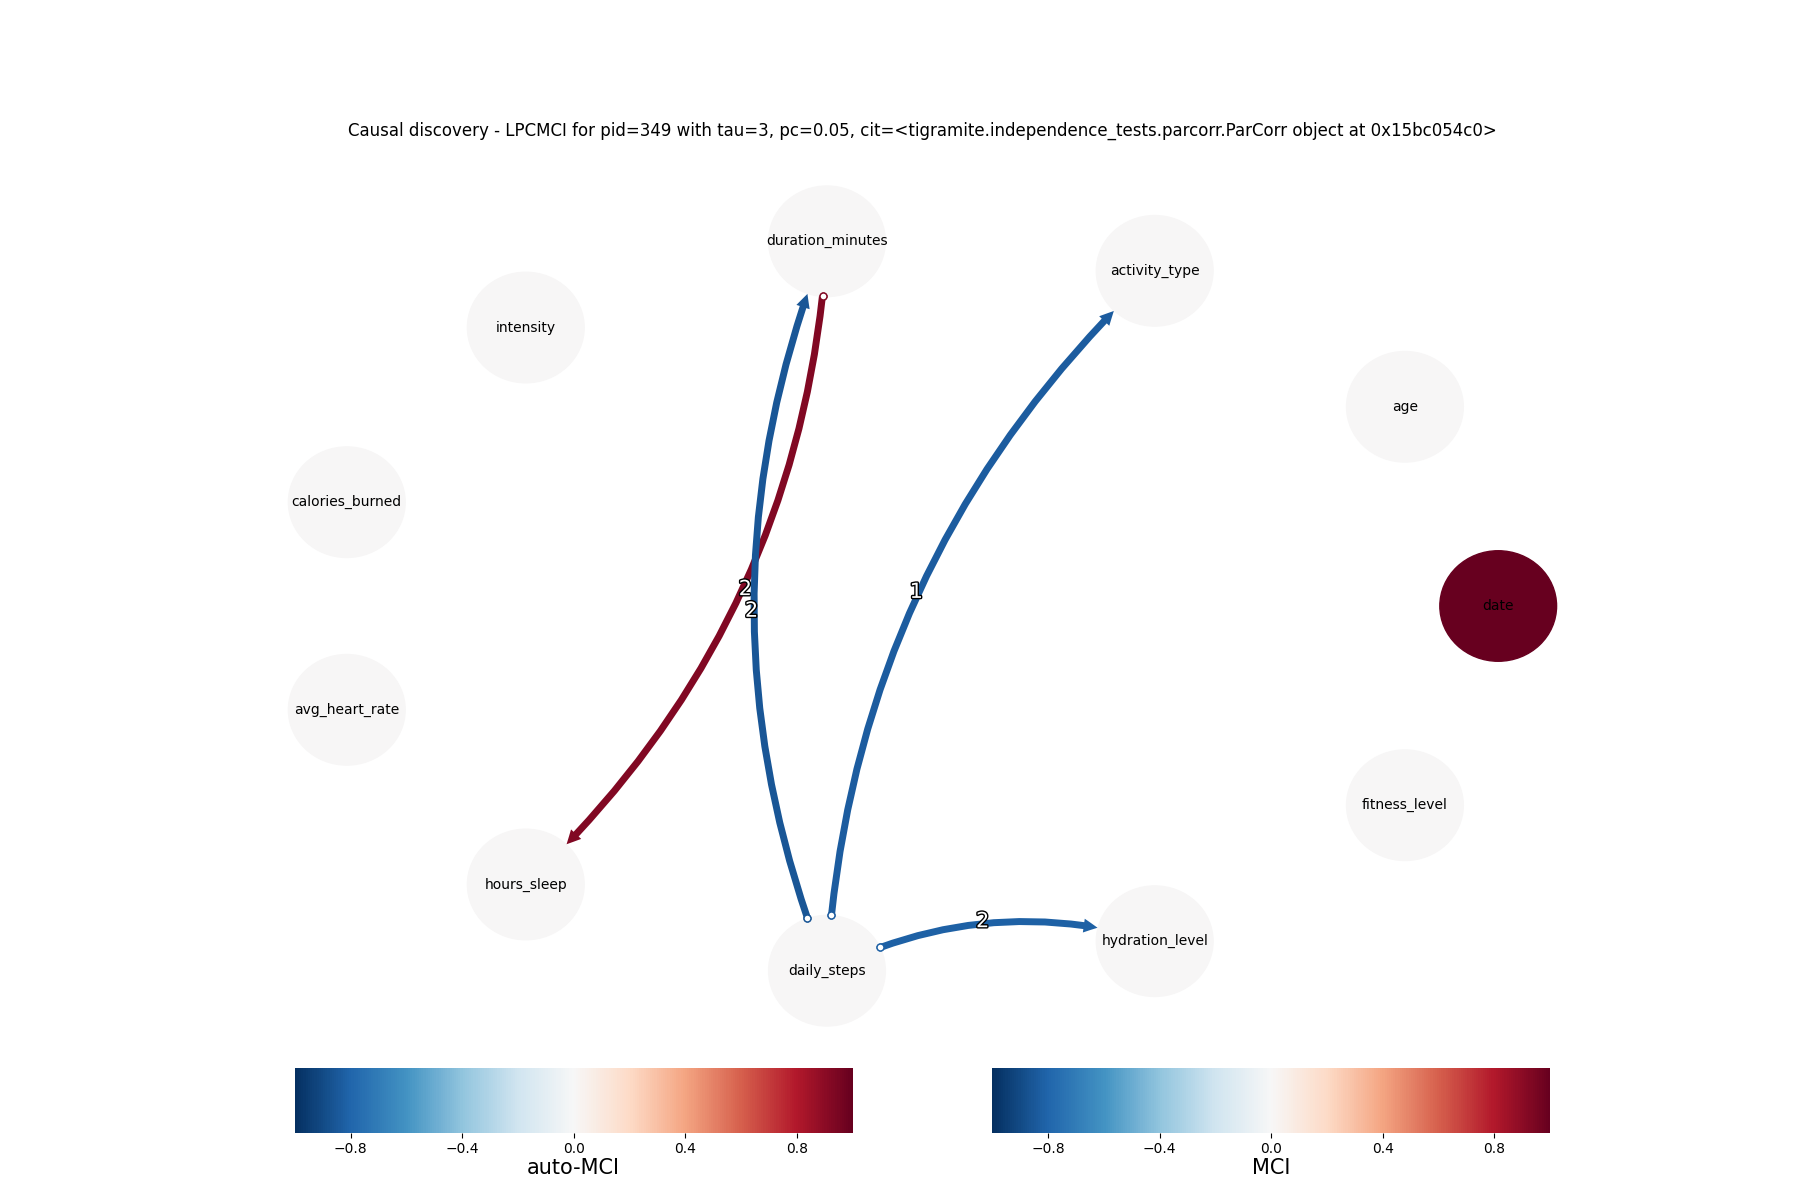 Causal discovery - LPCMCI for pid=349 with tau=3, pc=0.05, cit=<tigramite.independence_tests.parcorr.ParCorr object at 0x15bc054c0>
duration_minutes
activity_type
intensity
age
calories_burned
2
1
date
2
avg_heart_rate
fitness_level
hours_sleep
2
hydration_level
daily_steps
−0.8 −0.4 0.0 0.4 0.8
auto-MCI
−0.8 −0.4 0.0 0.4 0.8
MCI